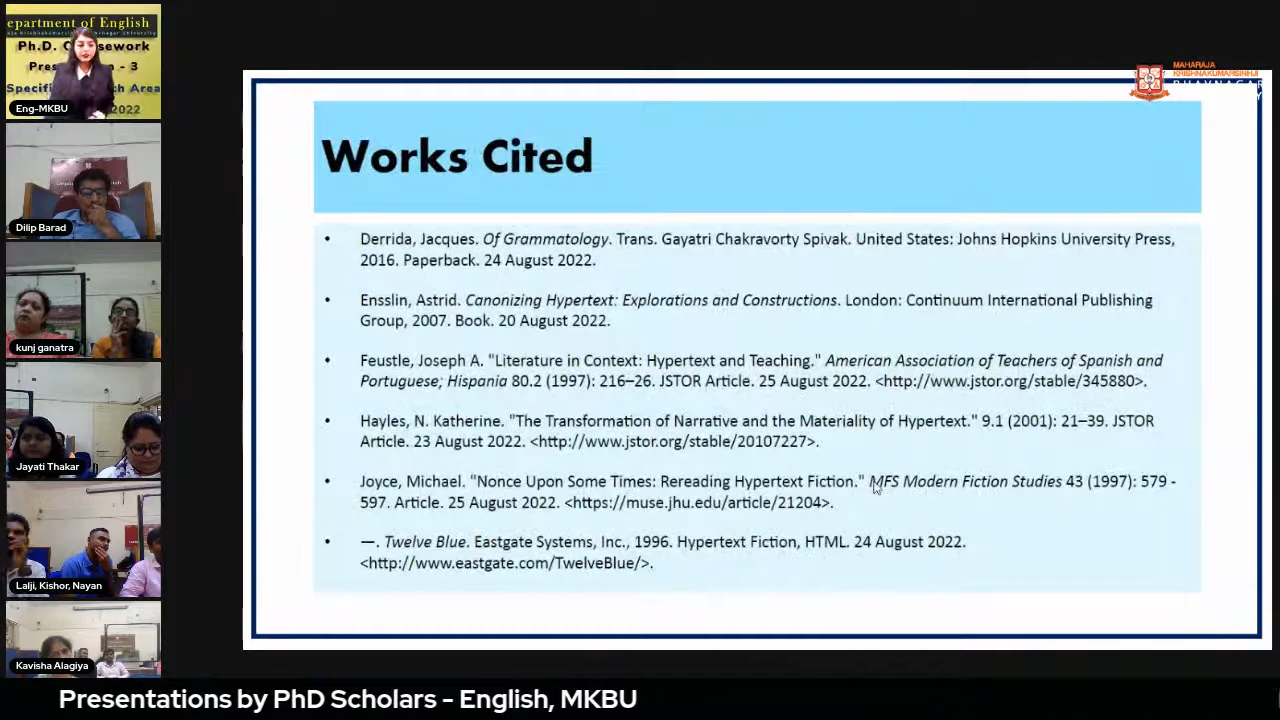 epartment of English
Ph.D. C sework
Pres n - 3
Specifi h Area
2022
Eng-MKBU
Dilip Barad
kunj ganatra
Jayati Thakar
Lalji, Kishor, Nayan
Kavisha Alagiya
MAHARAJA
KRISHNAKUMARSINHJI
BHAVNAGAR
Works Cited
• Derrida, Jacques. Of Grammatology. Trans. Gayatri Chakravorty Spivak. United States: Johns Hopkins University Press,
2016. Paperback. 24 August 2022.
• Ensslin, Astrid. Canonizing Hypertext: Explorations and Constructions. London: Continuum International Publishing
Group, 2007. Book. 20 August 2022.
• Feustle, Joseph A. "Literature in Context: Hypertext and Teaching." American Association of Teachers of Spanish and
Portuguese; Hispania 80.2 (1997): 216–26. JSTOR Article. 25 August 2022. <http://www.jstor.org/stable/345880>.
• Hayles, N. Katherine. "The Transformation of Narrative and the Materiality of Hypertext." 9.1 (2001): 21–39. JSTOR
Article. 23 August 2022. <http://www.jstor.org/stable/20107227>.
• Joyce, Michael. "Nonce Upon Some Times: Rereading Hypertext Fiction." MFS Modern Fiction Studies 43 (1997): 579 -
597. Article. 25 August 2022. <https://muse.jhu.edu/article/21204>.
• —. Twelve Blue. Eastgate Systems, Inc., 1996. Hypertext Fiction, HTML. 24 August 2022.
<http://www.eastgate.com/TwelveBlue/>.
Presentations by PhD Scholars - English, MKBU